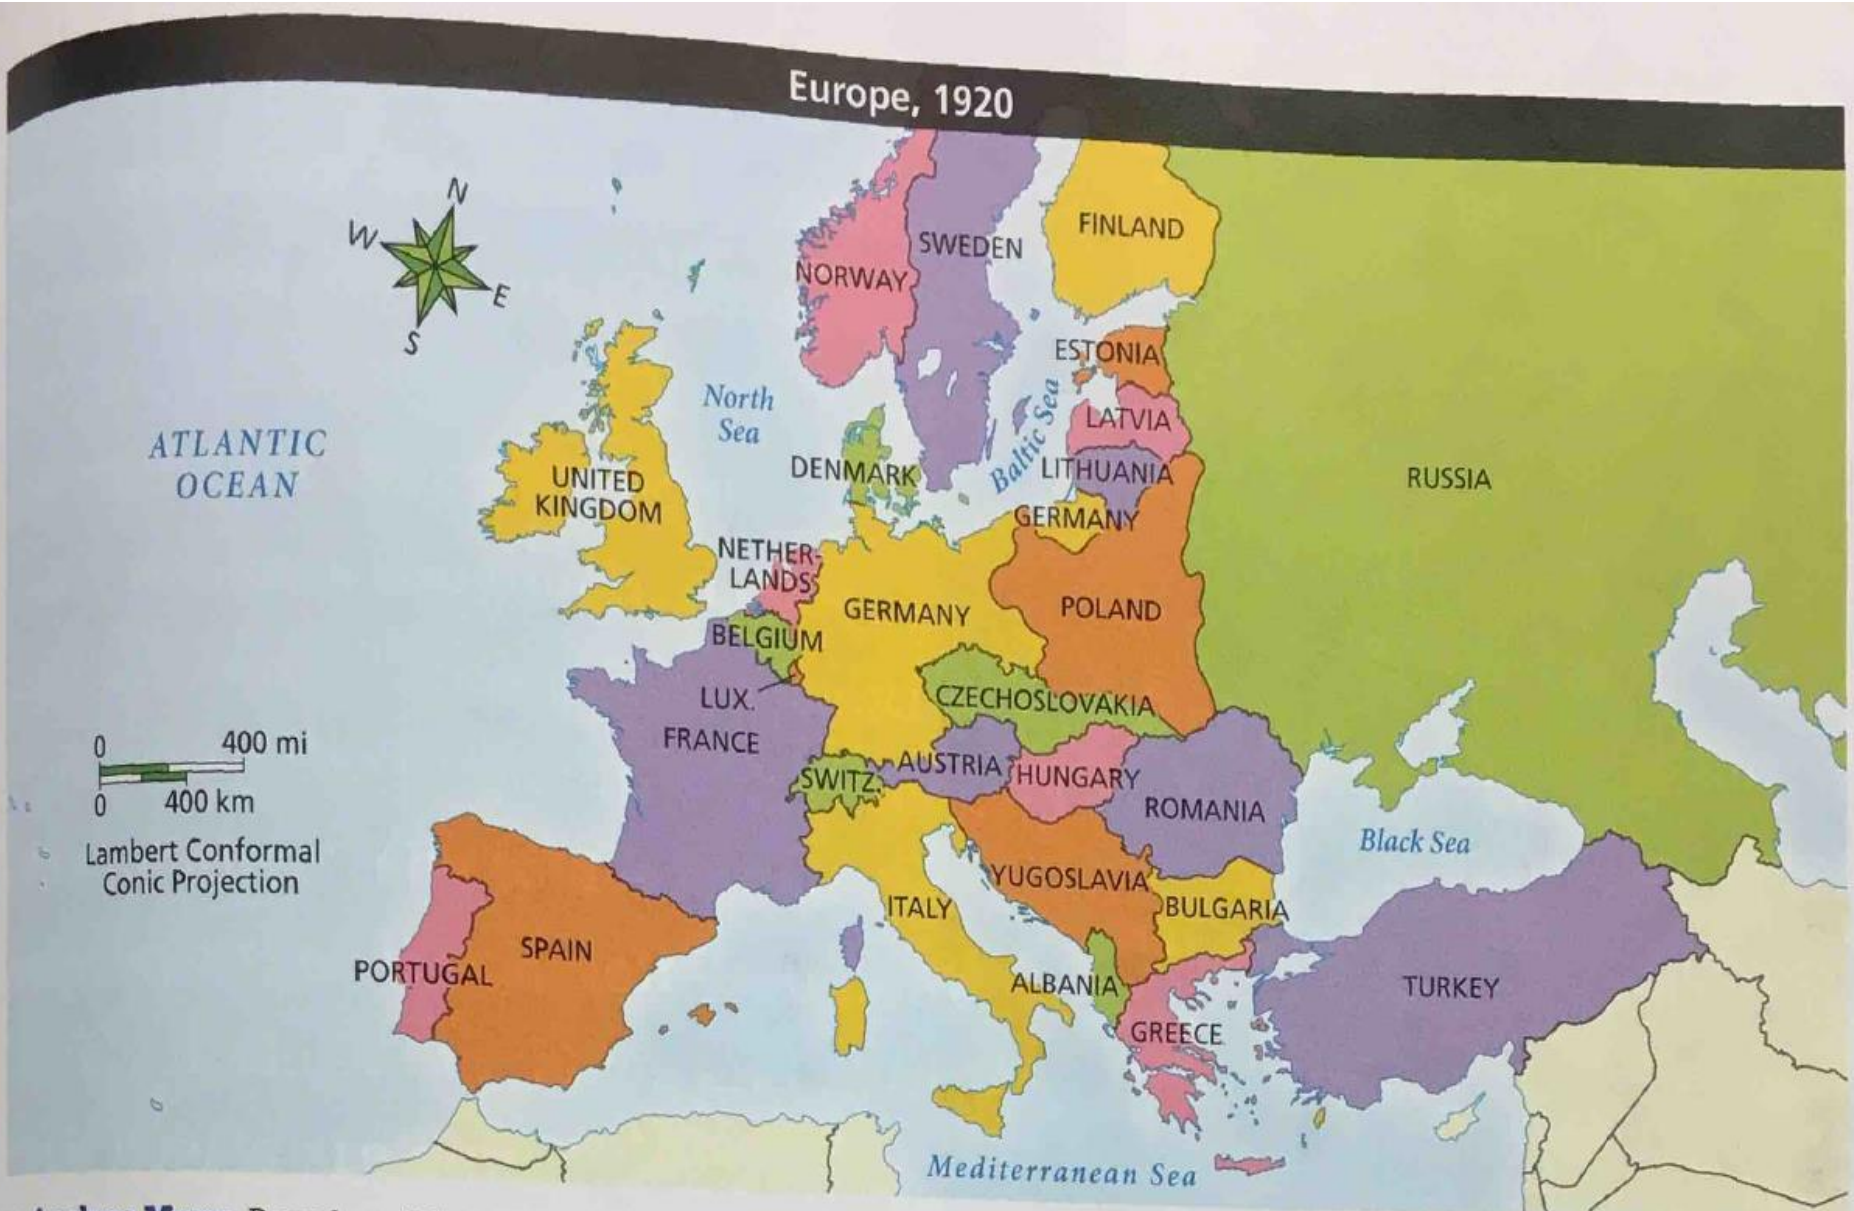 Europe, 1920
N
W
E
S
ATLANTIC
OCEAN
North
Sea
NORWAY
SWEDEN
FINLAND
ESTONIA
LATVIA
Baltic Sea
LITHUANIA
DENMARK
UNITED
KINGDOM
GERMANY
RUSSIA
NETHER-
LANDS
GERMANY
POLAND
BELGIUM
LUX.
CZECHOSLOVAKIA
FRANCE
AUSTRIA
SWITZ.
HUNGARY
ROMANIA
0 400 mi
0 400 km
Lambert Conformal
Conic Projection
Black Sea
YUGOSLAVIA
ITALY
BULGARIA
SPAIN
PORTUGAL
ALBANIA
GREECE
TURKEY
Mediterranean Sea